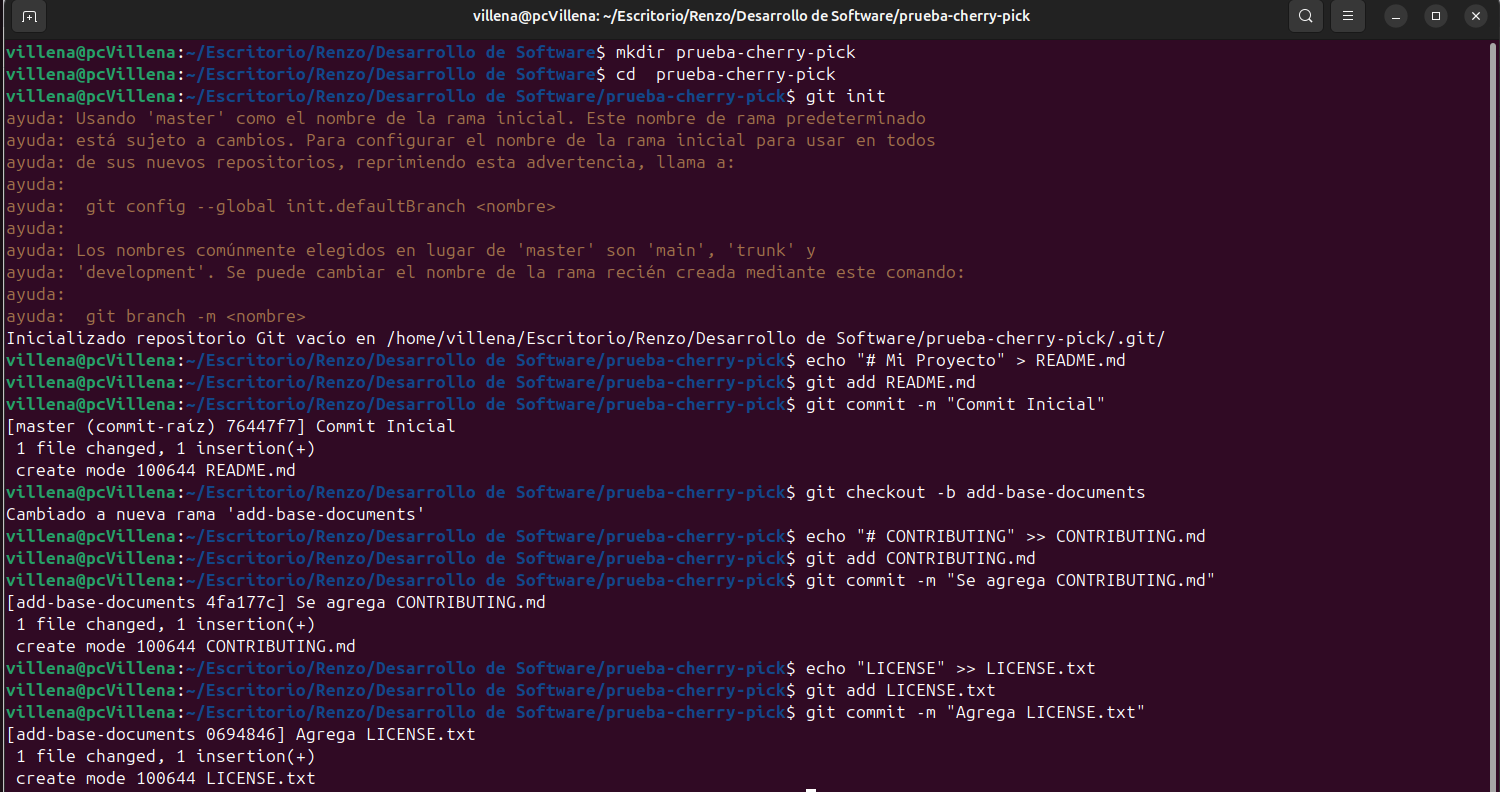 villena@pcVillena: ~/Escritorio/Renzo/Desarrollo de Software/prueba-cherry-pick
villena@pcVillena:~/Escritorio/Renzo/Desarrollo de Software$ mkdir prueba-cherry-pick
villena@pcVillena:~/Escritorio/Renzo/Desarrollo de Software$ cd  prueba-cherry-pick
villena@pcVillena:~/Escritorio/Renzo/Desarrollo de Software/prueba-cherry-pick$ git init
ayuda: Usando 'master' como el nombre de la rama inicial. Este nombre de rama predeterminado
ayuda: está sujeto a cambios. Para configurar el nombre de la rama inicial para usar en todos
ayuda: de sus nuevos repositorios, reprimiendo esta advertencia, llama a:
ayuda:
ayuda:  git config --global init.defaultBranch <nombre>
ayuda:
ayuda: Los nombres comúnmente elegidos en lugar de 'master' son 'main', 'trunk' y
ayuda: 'development'. Se puede cambiar el nombre de la rama recién creada mediante este comando:
ayuda:
ayuda:  git branch -m <nombre>
Inicializado repositorio Git vacío en /home/villena/Escritorio/Renzo/Desarrollo de Software/prueba-cherry-pick/.git/
villena@pcVillena:~/Escritorio/Renzo/Desarrollo de Software/prueba-cherry-pick$ echo "# Mi Proyecto" > README.md
villena@pcVillena:~/Escritorio/Renzo/Desarrollo de Software/prueba-cherry-pick$ git add README.md
villena@pcVillena:~/Escritorio/Renzo/Desarrollo de Software/prueba-cherry-pick$ git commit -m "Commit Inicial"
[master (commit-raíz) 76447f7] Commit Inicial
 1 file changed, 1 insertion(+)
 create mode 100644 README.md
villena@pcVillena:~/Escritorio/Renzo/Desarrollo de Software/prueba-cherry-pick$ git checkout -b add-base-documents
Cambiado a nueva rama 'add-base-documents'
villena@pcVillena:~/Escritorio/Renzo/Desarrollo de Software/prueba-cherry-pick$ echo "# CONTRIBUTING" >> CONTRIBUTING.md
villena@pcVillena:~/Escritorio/Renzo/Desarrollo de Software/prueba-cherry-pick$ git add CONTRIBUTING.md
villena@pcVillena:~/Escritorio/Renzo/Desarrollo de Software/prueba-cherry-pick$ git commit -m "Se agrega CONTRIBUTING.md"
[add-base-documents 4fa177c] Se agrega CONTRIBUTING.md
 1 file changed, 1 insertion(+)
 create mode 100644 CONTRIBUTING.md
villena@pcVillena:~/Escritorio/Renzo/Desarrollo de Software/prueba-cherry-pick$ echo "LICENSE" >> LICENSE.txt
villena@pcVillena:~/Escritorio/Renzo/Desarrollo de Software/prueba-cherry-pick$ git add LICENSE.txt
villena@pcVillena:~/Escritorio/Renzo/Desarrollo de Software/prueba-cherry-pick$ git commit -m "Agrega LICENSE.txt"
[add-base-documents 0694846] Agrega LICENSE.txt
 1 file changed, 1 insertion(+)
 create mode 100644 LICENSE.txt